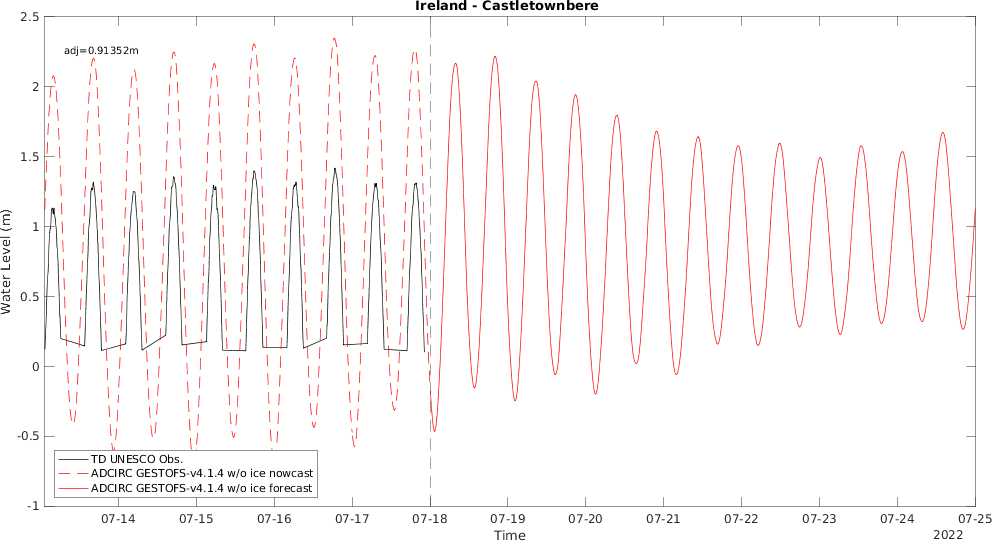 Ireland - Castletownbere
adj=0.91352m
2.5
2
1.5
1
0.5
0
-0.5
-1
Water Level (m)
TD UNESCO Obs.
ADCIRC GESTOFS-v4.1.4 w/o ice nowcast
ADCIRC GESTOFS-v4.1.4 w/o ice forecast
07-14 07-15 07-16 07-17 07-18 07-19 07-20 07-21 07-22 07-23 07-24 07-25
Time
2022